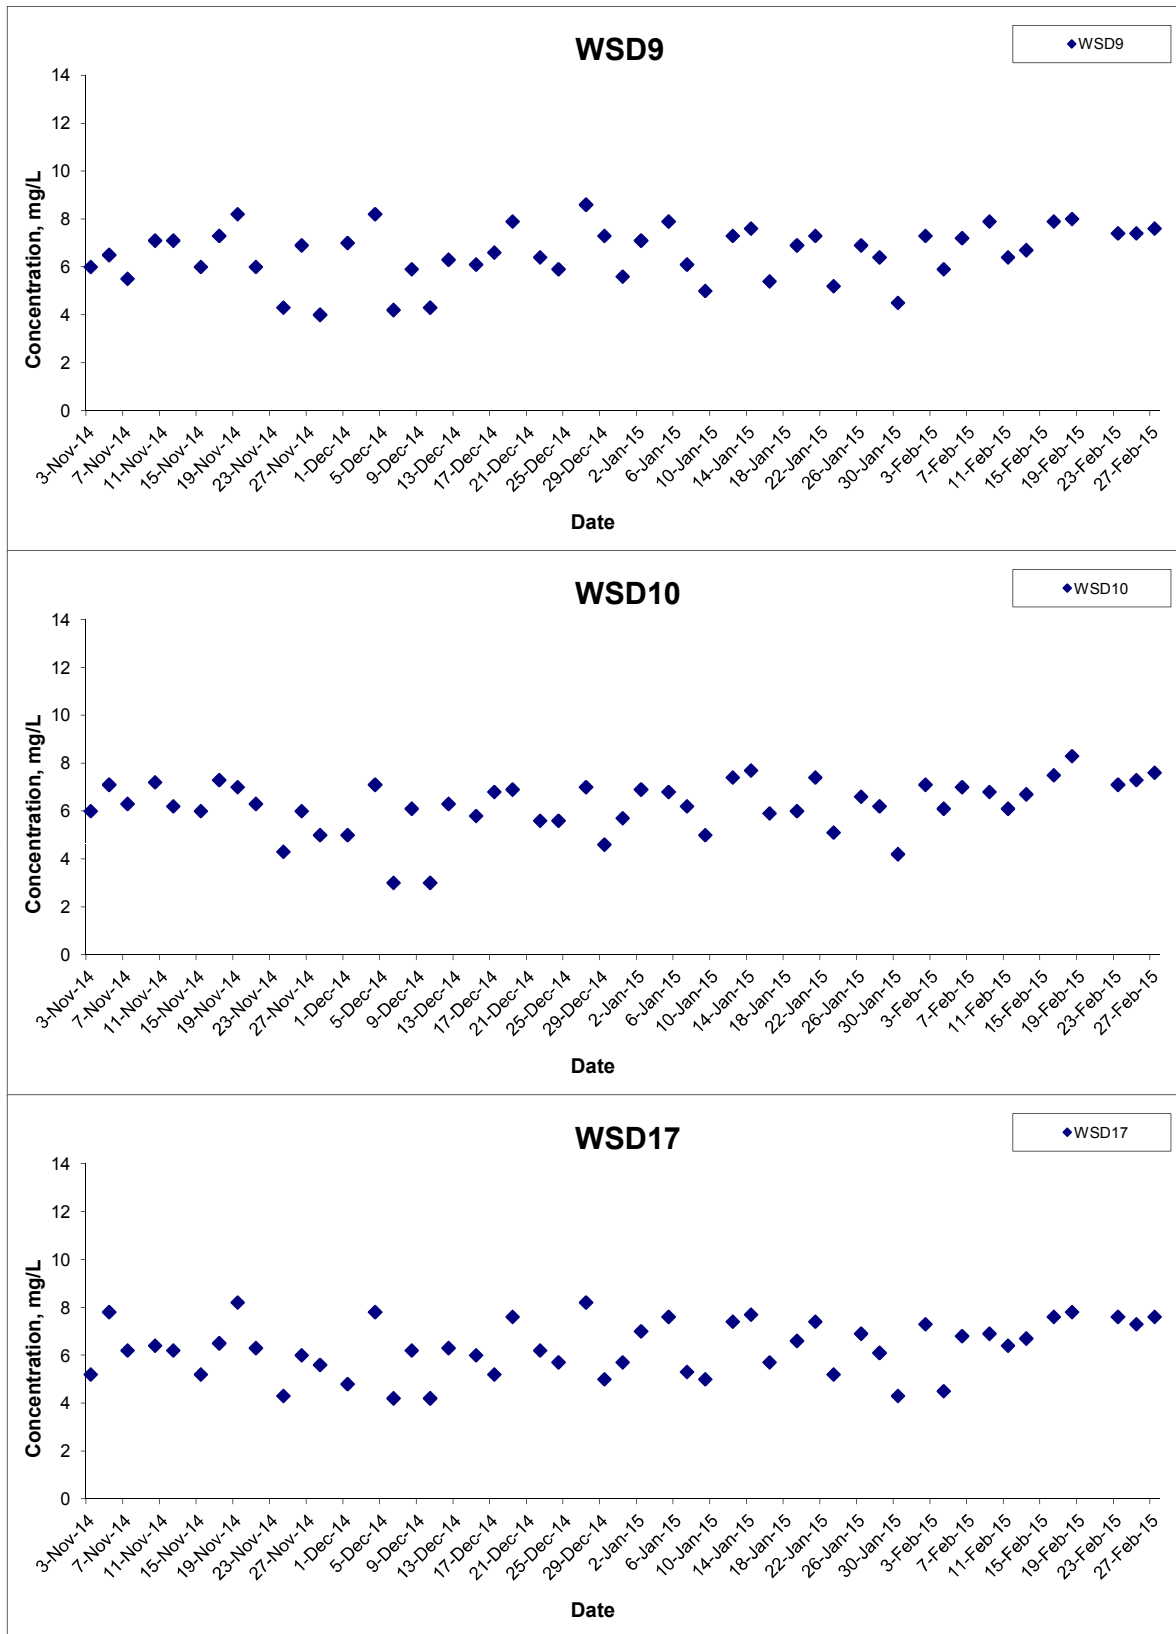 WSD9
WSD9
14
12
10
8
6
4
2
0
Concentration, mg/L
3-Nov-14
7-Nov-14
11-Nov-14
15-Nov-14
19-Nov-14
23-Nov-14
27-Nov-14
1-Dec-14
5-Dec-14
9-Dec-14
13-Dec-14
17-Dec-14
21-Dec-14
25-Dec-14
29-Dec-14
2-Jan-15
6-Jan-15
10-Jan-15
14-Jan-15
18-Jan-15
22-Jan-15
26-Jan-15
30-Jan-15
3-Feb-15
7-Feb-15
11-Feb-15
15-Feb-15
19-Feb-15
23-Feb-15
27-Feb-15
Date
WSD10
WSD10
14
12
10
8
6
4
2
0
Concentration, mg/L
3-Nov-14
7-Nov-14
11-Nov-14
15-Nov-14
19-Nov-14
23-Nov-14
27-Nov-14
1-Dec-14
5-Dec-14
9-Dec-14
13-Dec-14
17-Dec-14
21-Dec-14
25-Dec-14
29-Dec-14
2-Jan-15
6-Jan-15
10-Jan-15
14-Jan-15
18-Jan-15
22-Jan-15
26-Jan-15
30-Jan-15
3-Feb-15
7-Feb-15
11-Feb-15
15-Feb-15
19-Feb-15
23-Feb-15
27-Feb-15
Date
WSD17
WSD17
14
12
10
8
6
4
2
0
Concentration, mg/L
3-Nov-14
7-Nov-14
11-Nov-14
15-Nov-14
19-Nov-14
23-Nov-14
27-Nov-14
1-Dec-14
5-Dec-14
9-Dec-14
13-Dec-14
17-Dec-14
21-Dec-14
25-Dec-14
29-Dec-14
2-Jan-15
6-Jan-15
10-Jan-15
14-Jan-15
18-Jan-15
22-Jan-15
26-Jan-15
30-Jan-15
3-Feb-15
7-Feb-15
11-Feb-15
15-Feb-15
19-Feb-15
23-Feb-15
27-Feb-15
Date